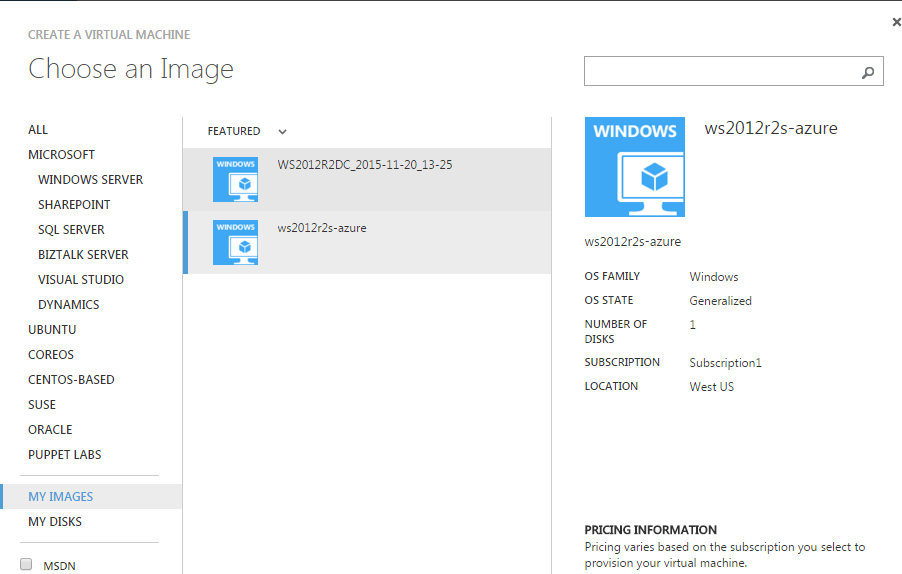 CREATE A VIRTUAL MACHINE
Choose an Image
ALL
MICROSOFT
WINDOWS SERVER
SHAREPOINT
SQL SERVER
BIZTALK SERVER
VISUAL STUDIO
DYNAMICS
UBUNTU
COREOS
CENTOS-BASED
SUSE
ORACLE
PUPPET LABS
MY IMAGES
MY DISKS
MSDN
FEATURED
WINDOWS
WS2012R2DC_2015-11-20_13-25
WINDOWS
ws2012r2s-azure
WINDOWS
ws2012r2s-azure
ws2012r2s-azure
OS FAMILY Windows
OS STATE Generalized
NUMBER OF 1
DISKS
SUBSCRIPTION Subscription1
LOCATION West US
PRICING INFORMATION
Pricing varies based on the subscription you select to
provision your virtual machine.